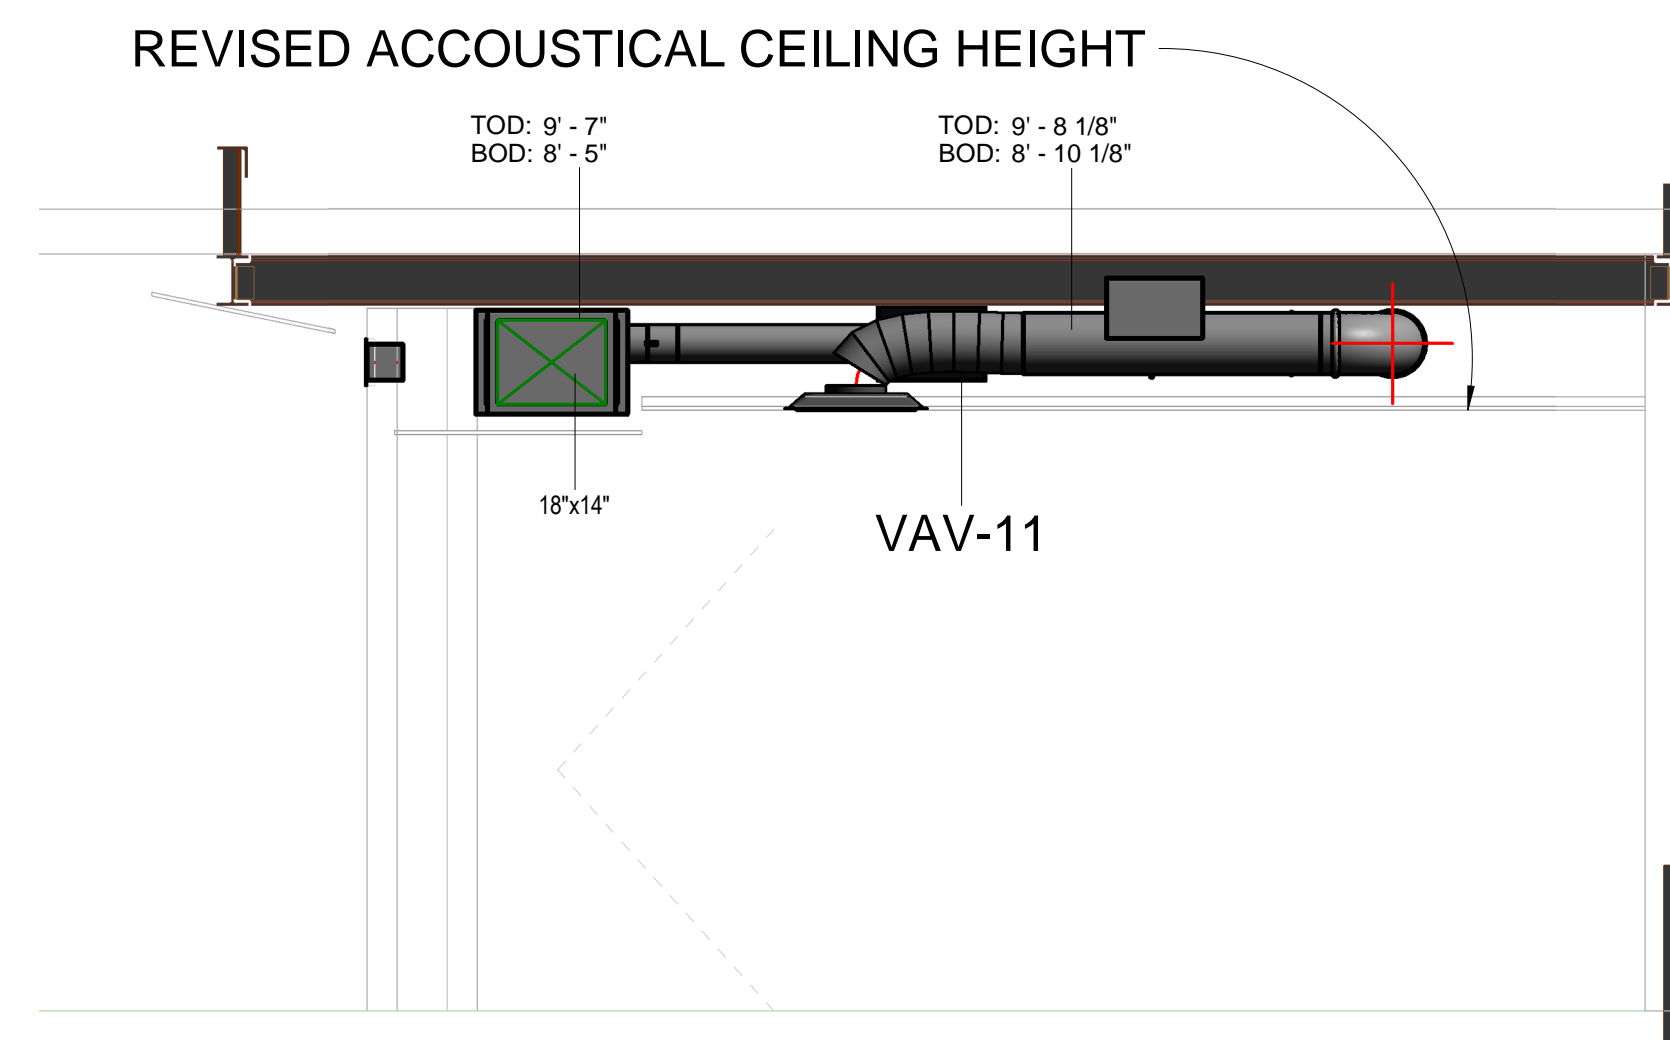 REVISED ACCOUSTICAL CEILING HEIGHT
TOD: 9' - 7"
BOD: 8' - 5"
TOD: 9' - 8 1/8"
BOD: 8' - 10 1/8"
18"x14"
VAV-11